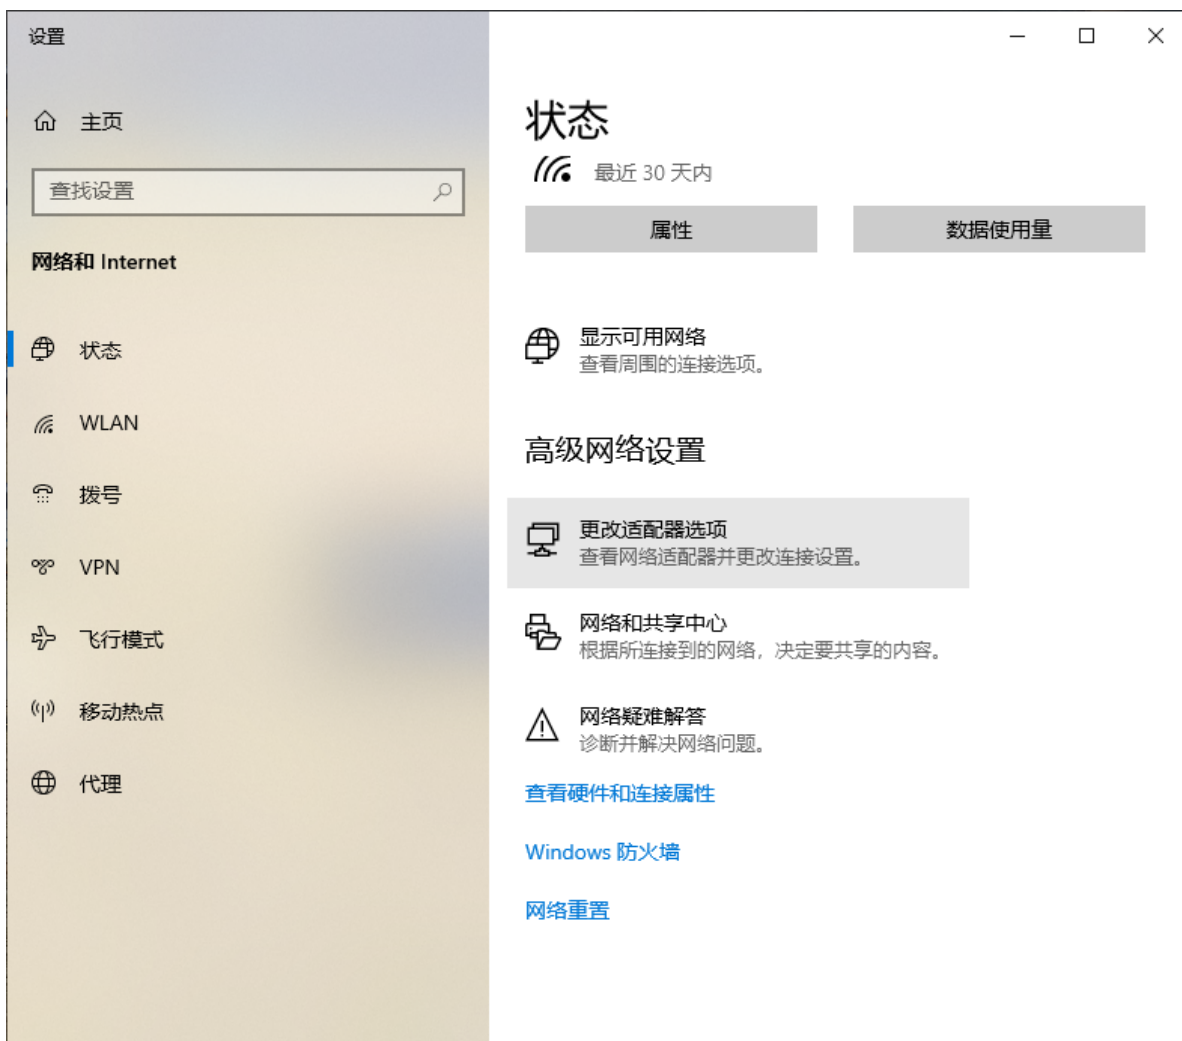 设置
主页
查找设置
网络和 Internet
状态
WLAN
拨号
VPN
飞行模式
移动热点
代理
状态
最近 30 天内
属性
数据使用量
显示可用网络
查看周围的连接选项。
高级网络设置
更改适配器选项
查看网络适配器并更改连接设置。
网络和共享中心
根据所连接到的网络，决定要共享的内容。
网络疑难解答
诊断并解决网络问题。
查看硬件和连接属性
Windows 防火墙
网络重置